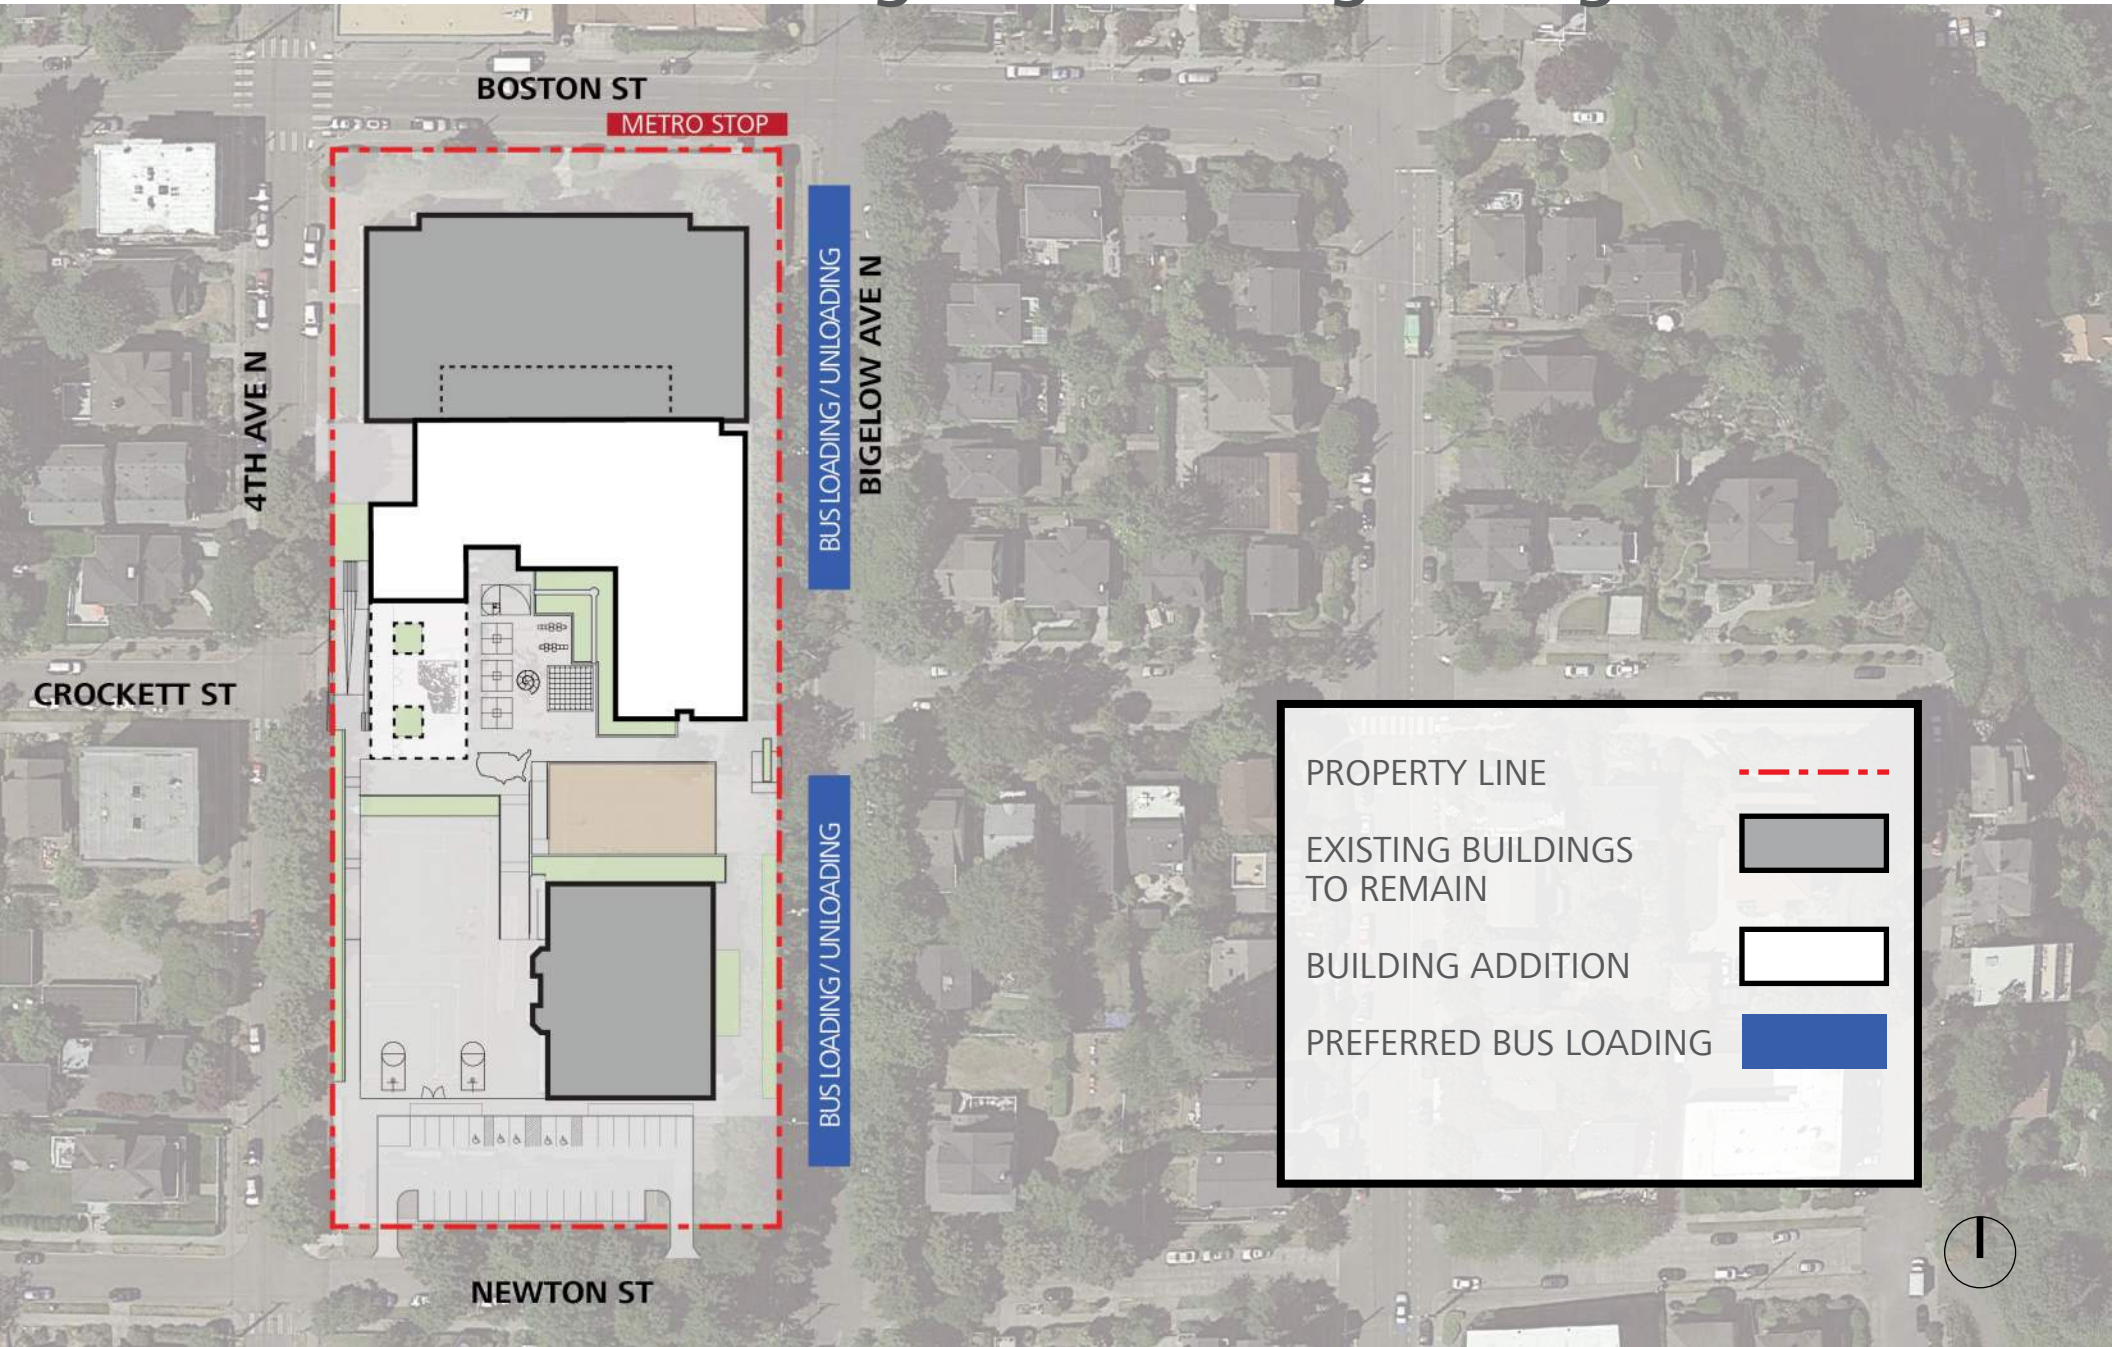 BOSTON ST
METRO STOP
BUS LOADING / UNLOADING
BIGELOW AVE N
4TH AVE N
CROCKETT ST
BUS LOADING / UNLOADING
NEWTON ST
PROPERTY LINE
EXISTING BUILDINGS
TO REMAIN
BUILDING ADDITION
PREFERRED BUS LOADING